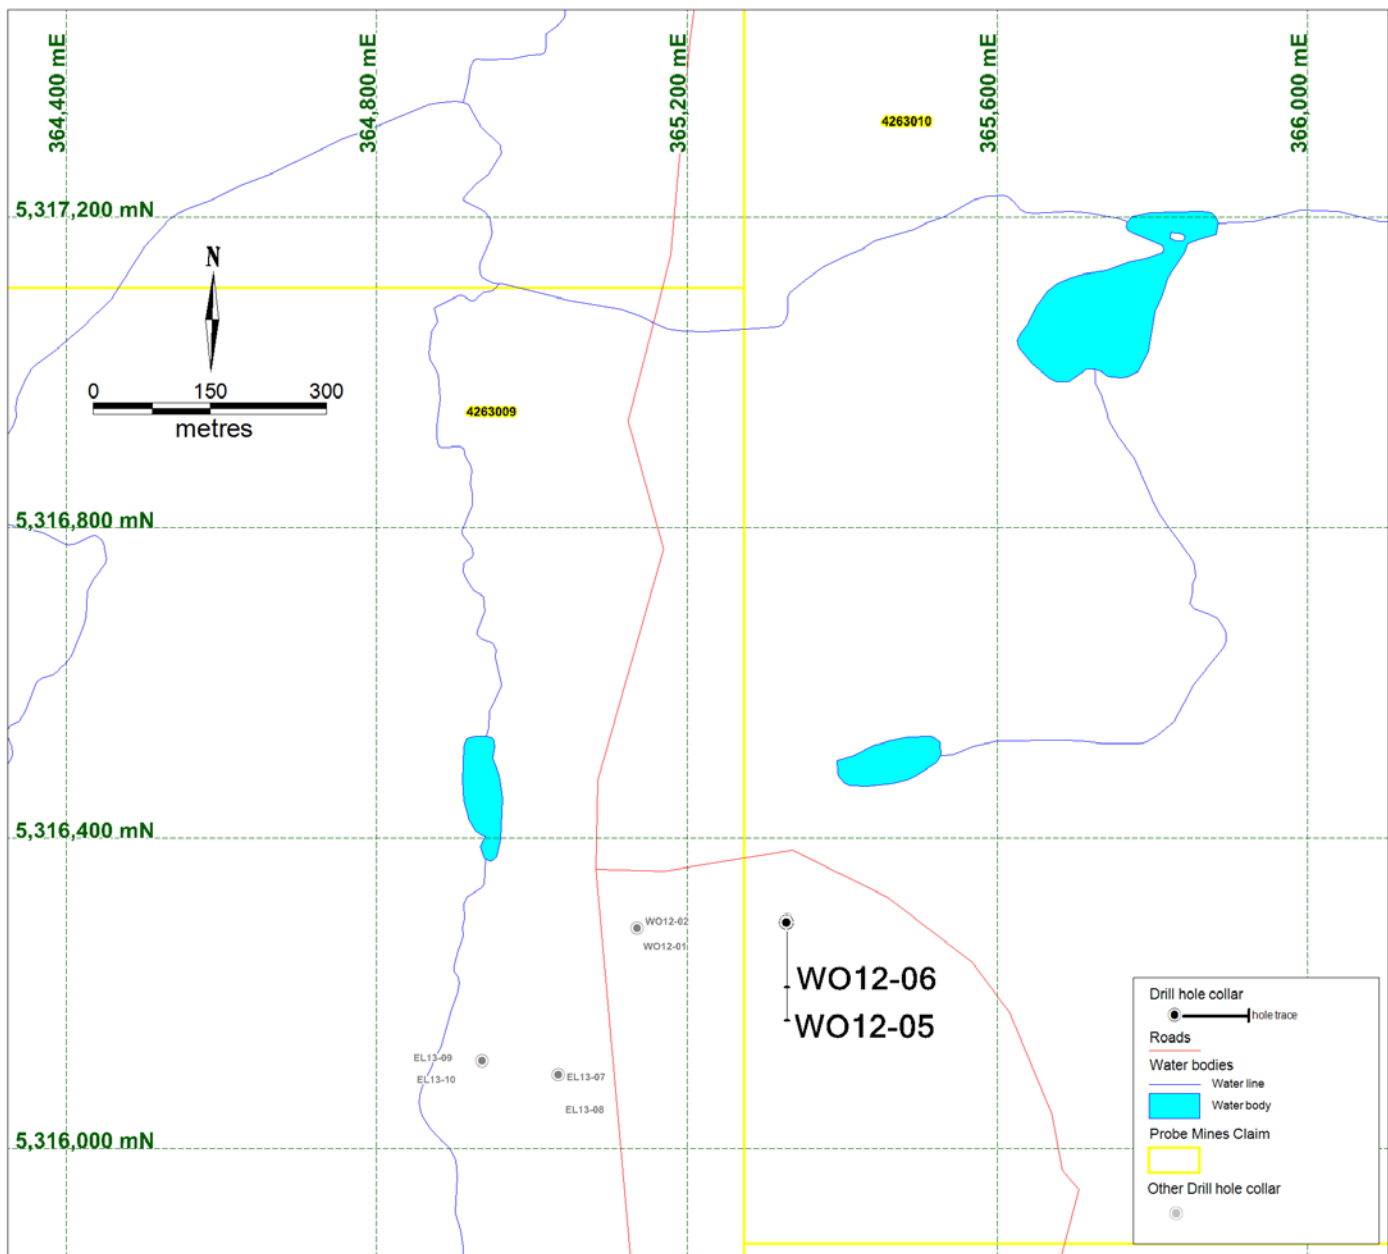 364,400 mE
364,800 mE
365,200 mE
365,600 mE
366,000 mE
4263010
5,317,200 mN
N
0 150 300
metres
4263009
5,316,800 mN
5,316,400 mN
WO12-02
WO12-01
WO12-06
WO12-05
EL13-09
EL13-10
EL13-07
EL13-08
5,316,000 mN
Drill hole collar
hole trace
Roads
Water bodies
Water line
Water body
Probe Mines Claim
Other Drill hole collar